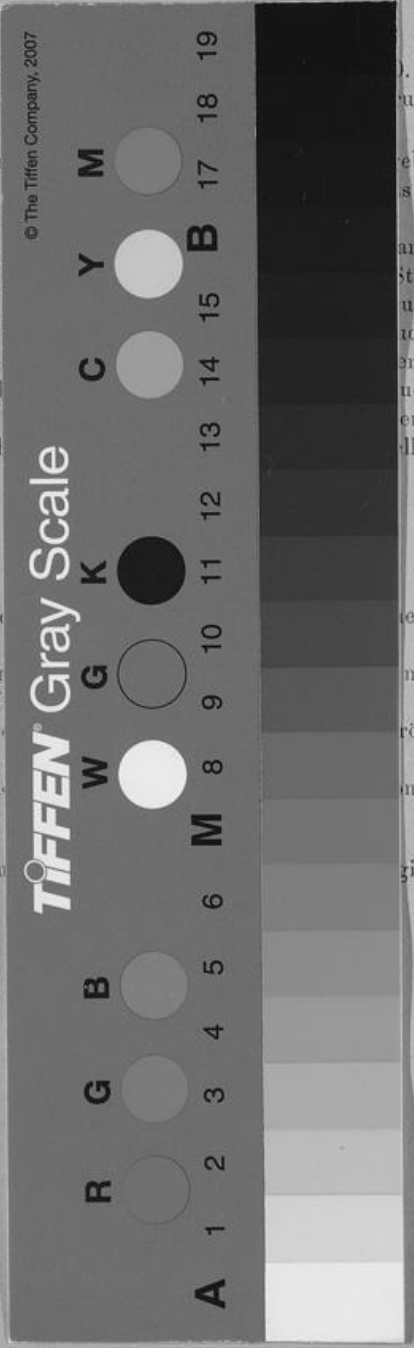 © The Tiffen Company, 2007
TIFFEN® Gray Scale
R G B W G K C Y M
A 1 2 3 4 5 6 M 8 9 10 11 12 13 14 15 B 17 18 19